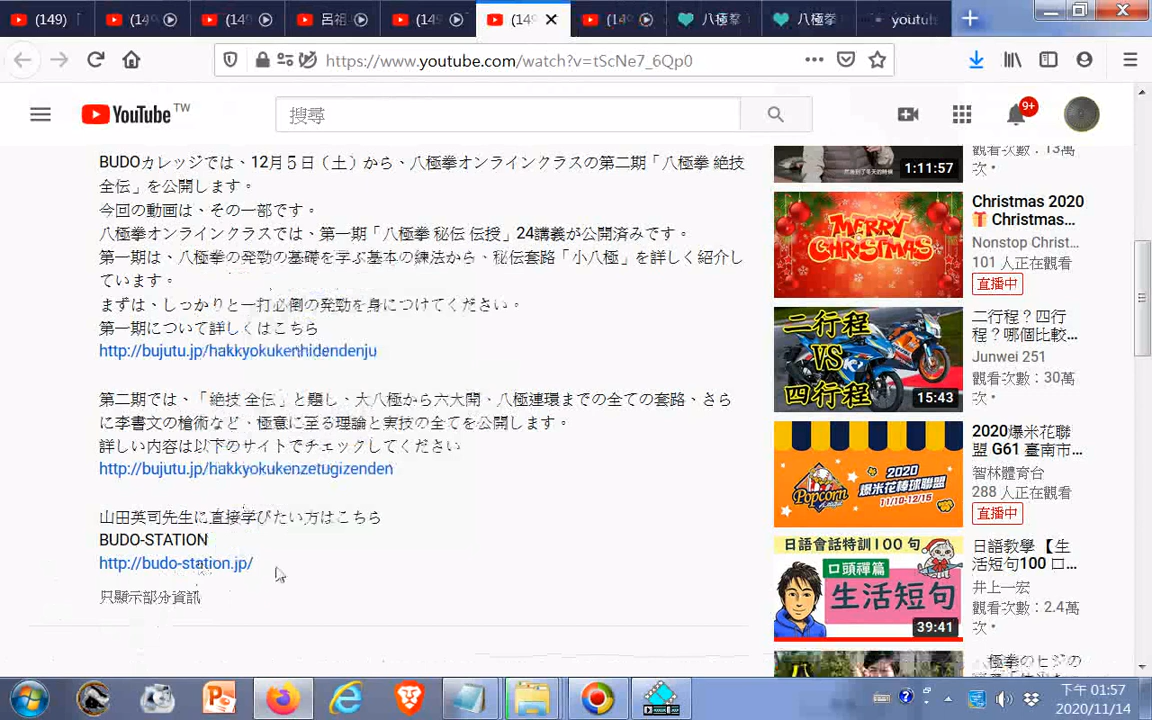 (149)
(149
(149
呂祖
(149
(149
(149
八極拳
八極拳
youtub
https://www.youtube.com/watch?v=tScNe7_6Qp0
YouTube TW
搜尋
9+
BUDOカレッジでは、12月５日（土）から、八極拳オンラインクラスの第二期「八極拳 絶技
全伝」を公開します。
今回の動画は、その一部です。
八極拳オンラインクラスでは、第一期「八極拳 秘伝 伝授」24講義が公開済みです。
第一期は、八極拳の発勁の基礎を学ぶ基本の練法から、秘伝套路「小八極」を詳しく紹介し
ています。
まずは、しっかりと一打必倒の発勁を身につけてください。
第一期について詳しくはこちら
http://bujutu.jp/hakkyokukenhidendenju
第二期では、「絶技 全伝」と題し、大八極から六大開、八極連環までの全ての套路、さら
に李書文の槍術など、極意に至る理論と実技の全てを公開します。
詳しい内容は以下のサイトでチェックしてください
http://bujutu.jp/hakkyokukenzetugizenden
山田英司先生に直接学びたい方はこちら
BUDO-STATION
http://budo-station.jp/
只顯示部分資訊
1:11:57
觀看次數：13萬
次・
MERRY
CHRISTMAS
Christmas 2020
🎁 Christmas...
Nonstop Christ...
101 人正在觀看
直播中
二行程
VS
四行程
15:43
二行程？四行
程？哪個比較...
Junwei 251
觀看次數：30萬
次・
Popcorn
2020
爆米花棒球聯盟
11/10-12/15
2020爆米花聯
盟 G61 臺南市...
智林體育台
288 人正在觀看
直播中
日語會話特訓100句
口頭禪篇
生活短句
39:41
日語教學【生
活短句100 口...
井上一宏
觀看次數：2.4萬
次・
極拳のヒジの
下午 01:57
2020/11/14